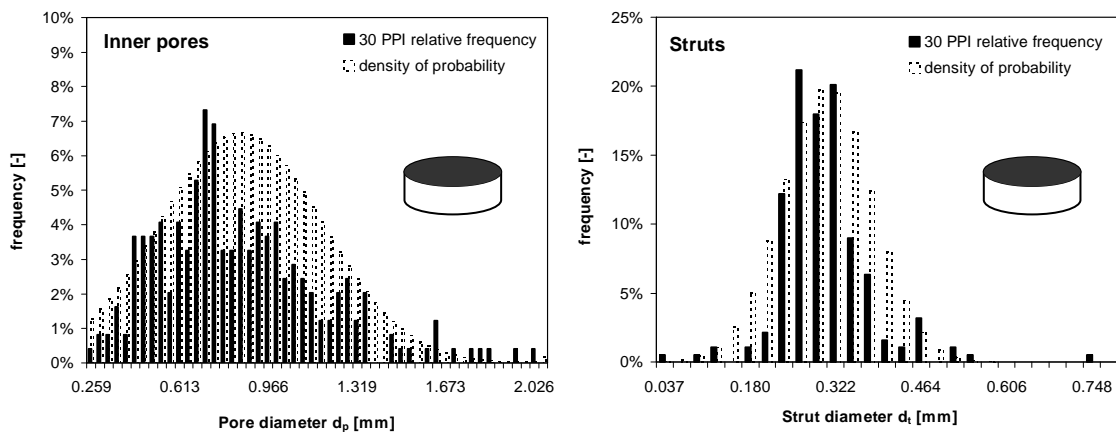 Inner pores
30 PPI relative frequency
density of probability
10%
9%
8%
7%
6%
5%
4%
3%
2%
1%
0%
frequency [-]
0.259 0.613 0.966 1.319 1.673 2.026
Pore diameter dₚ [mm]
Struts
30 PPI relative frequency
density of probability
25%
20%
15%
10%
5%
0%
frequency [-]
0.037 0.180 0.322 0.464 0.606 0.748
Strut diameter dₜ [mm]